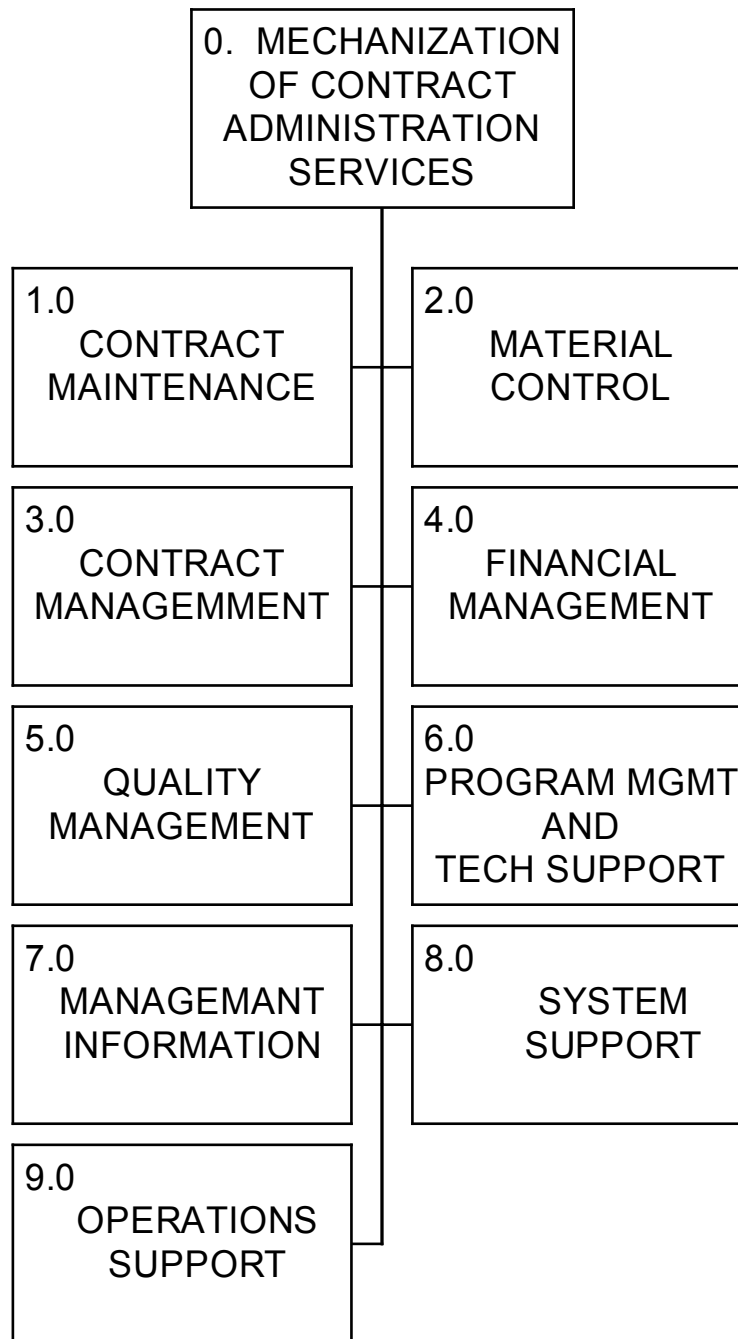 0. MECHANIZATION
OF CONTRACT
ADMINISTRATION
SERVICES
1.0
CONTRACT
MAINTENANCE
2.0
MATERIAL
CONTROL
3.0
CONTRACT
MANAGEMMENT
4.0
FINANCIAL
MANAGEMENT
5.0
QUALITY
MANAGEMENT
6.0
PROGRAM MGMT
AND
TECH SUPPORT
7.0
MANAGEMANT
INFORMATION
8.0
SYSTEM
SUPPORT
9.0
OPERATIONS
SUPPORT